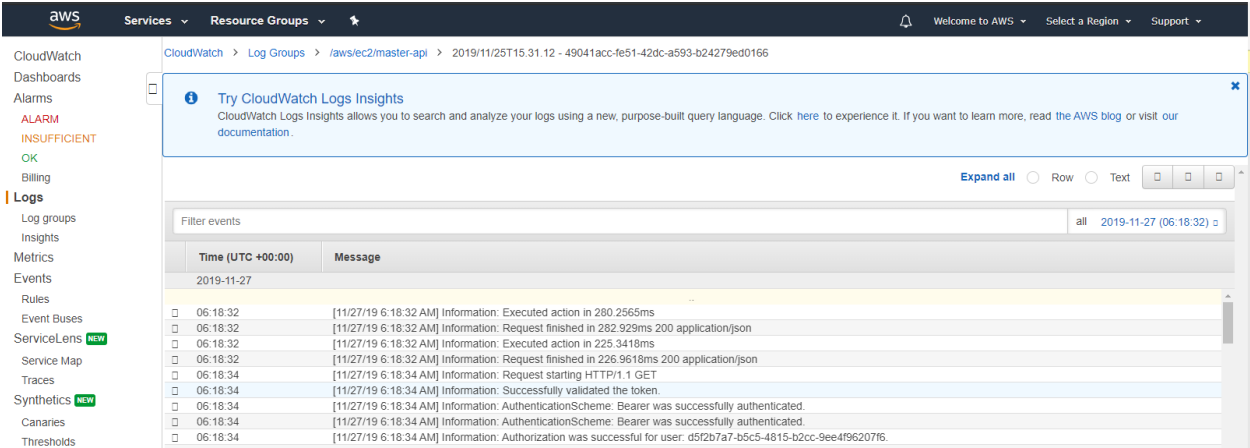 aws Services Resource Groups Welcome to AWS Select a Region Support
CloudWatch
Dashboards
Alarms
ALARM
INSUFFICIENT
OK
Billing
Logs
Log groups
Insights
Metrics
Events
Rules
Event Buses
ServiceLens NEW
Service Map
Traces
Synthetics NEW
Canaries
Thresholds
CloudWatch > Log Groups > /aws/ec2/master-api > 2019/11/25T15.31.12 - 49041acc-fe51-42dc-a593-b24279ed0166
Try CloudWatch Logs Insights
CloudWatch Logs Insights allows you to search and analyze your logs using a new, purpose-built query language. Click here to experience it. If you want to learn more, read the AWS blog or visit our
documentation.
Expand all Row Text
Filter events all 2019-11-27 (06:18:32)
Time (UTC +00:00) Message
2019-11-27
06:18:32 [11/27/19 6:18:32 AM] Information: Executed action in 280.2565ms
06:18:32 [11/27/19 6:18:32 AM] Information: Request finished in 282.929ms 200 application/json
06:18:32 [11/27/19 6:18:32 AM] Information: Executed action in 225.3418ms
06:18:32 [11/27/19 6:18:32 AM] Information: Request finished in 226.9618ms 200 application/json
06:18:34 [11/27/19 6:18:34 AM] Information: Request starting HTTP/1.1 GET
06:18:34 [11/27/19 6:18:34 AM] Information: Successfully validated the token.
06:18:34 [11/27/19 6:18:34 AM] Information: AuthenticationScheme: Bearer was successfully authenticated.
06:18:34 [11/27/19 6:18:34 AM] Information: AuthenticationScheme: Bearer was successfully authenticated.
06:18:34 [11/27/19 6:18:34 AM] Information: Authorization was successful for user: d5f2b7a7-b5c5-4815-b2cc-9ee4f96207f6.